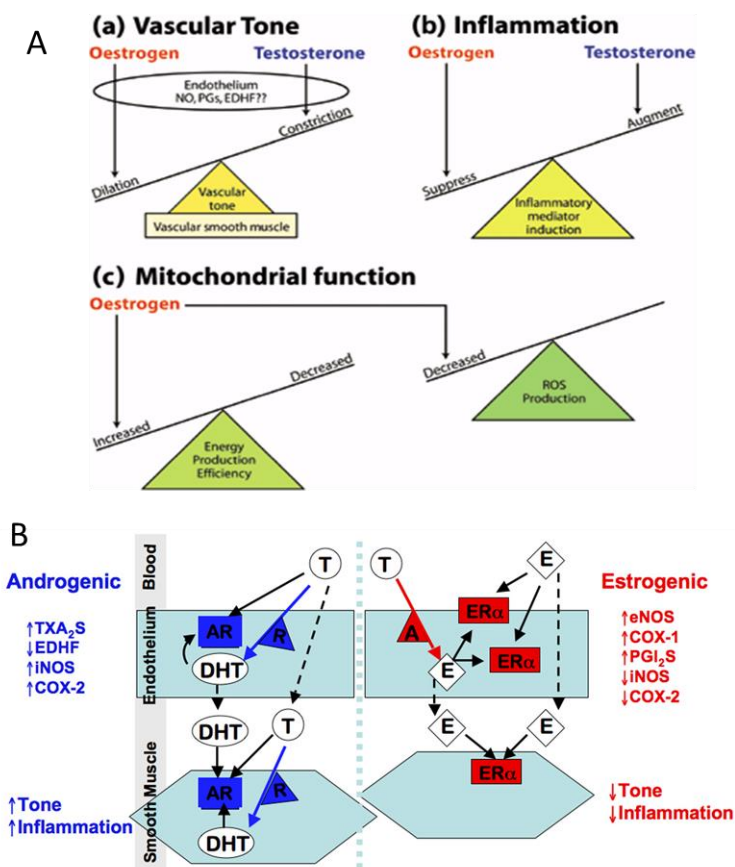 A
(a) Vascular Tone
Oestrogen
Testosterone
Endothelium
NO, PGs, EDHF??
Constriction
Dilation
Vascular
tone
Vascular smooth muscle
(b) Inflammation
Oestrogen
Testosterone
Augment
Suppress
Inflammatory
mediator
induction
(c) Mitochondrial function
Oestrogen
Decreased
Increased
Energy
Production
Efficiency
Decreased
ROS
Production
B
Androgenic
↑TXA₂S
↓EDHF
↑iNOS
↑COX-2
↑Tone
↑Inflammation
Blood
Endothelium
Smooth Muscle
T
AR
R
DHT
DHT
T
AR
R
DHT
T
E
A
ERα
E
ERα
E
E
ERα
Estrogenic
↑eNOS
↑COX-1
↑PGI₂S
↓iNOS
↓COX-2
↓Tone
↓Inflammation